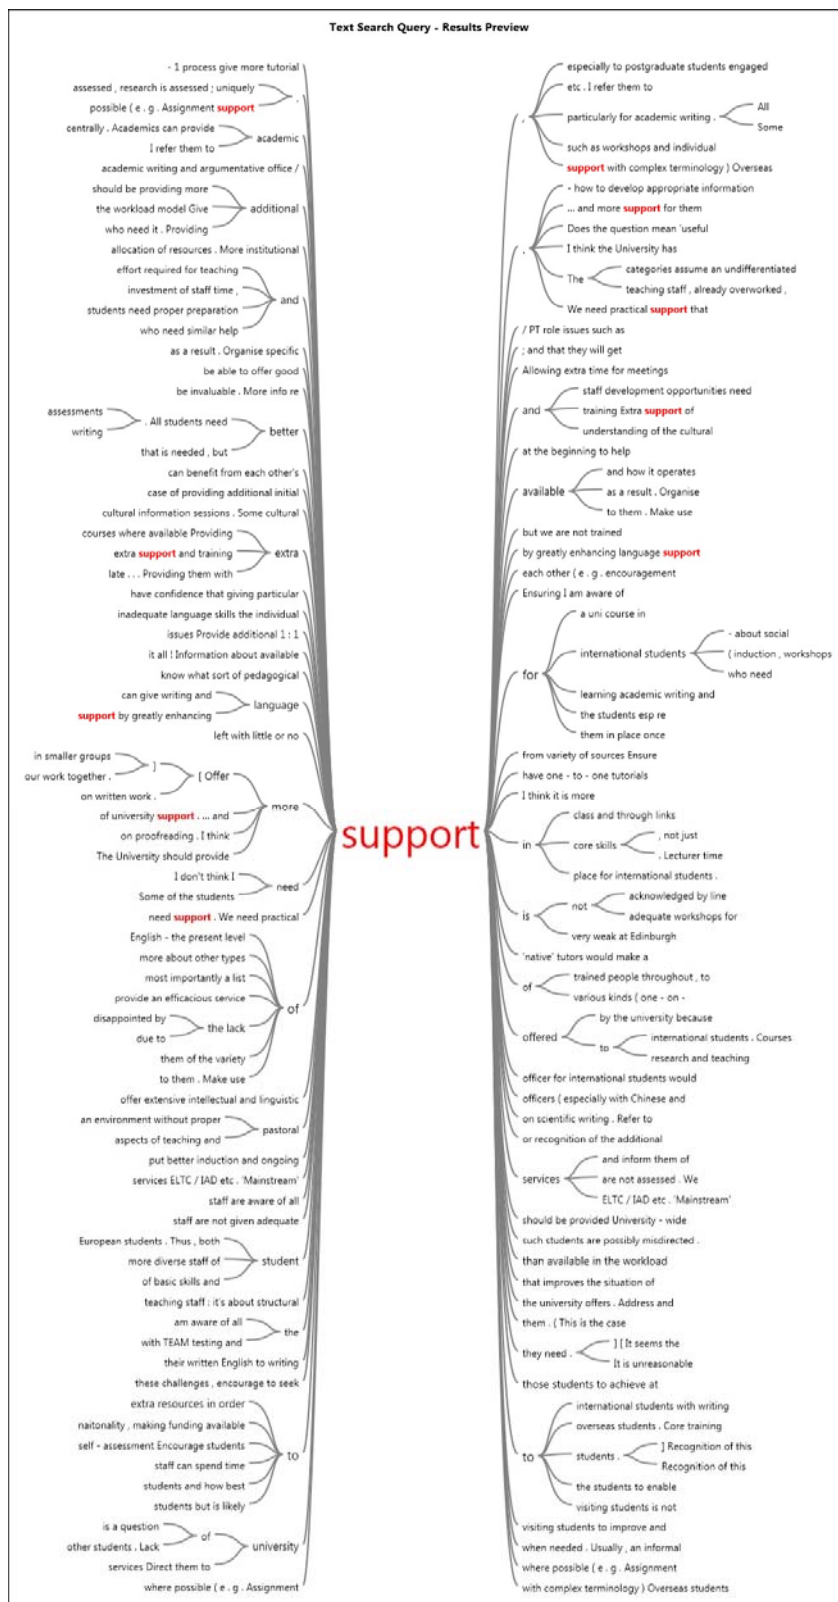 Text Search Query - Results Preview
- 1 process give more tutorial
assessed , research is assessed ; uniquely
possible ( e . g . Assignment support
,
centrally . Academics can provide
I refer them to
academic
academic writing and argumentative office /
should be providing more
the workload model Give
who need it . Providing
additional
allocation of resources . More institutional
effort required for teaching
investment of staff time ,
students need proper preparation
who need similar help
and
as a result . Organise specific
be able to offer good
be invaluable . More info re
assessments
writing
. All students need
that is needed , but
better
can benefit from each other's
case of providing additional initial
cultural information sessions . Some cultural
courses where available Providing
extra support and training
late . . . Providing them with
extra
have confidence that giving particular
inadequate language skills the individual
issues Provide additional 1 : 1
it all ! Information about available
know what sort of pedagogical
can give writing and
support by greatly enhancing
language
left with little or no
in smaller groups
our work together .
]
on written work .
[ Offer
of university support . ... and
on proofreading . I think
The University should provide
more
I don't think I
Some of the students
need
need support . We need practical
English - the present level
more about other types
most importantly a list
provide an efficacious service
disappointed by
due to
the lack
them of the variety
to them . Make use
of
offer extensive intellectual and linguistic
an environment without proper
aspects of teaching and
pastoral
put better induction and ongoing
services ELTC / IAD etc . 'Mainstream'
staff are aware of all
staff are not given adequate
European students . Thus , both
more diverse staff of
of basic skills and
student
teaching staff : it's about structural
am aware of all
with TEAM testing and
the
their written English to writing
these challenges , encourage to seek
extra resources in order
naitonality , making funding available
self - assessment Encourage students
staff can spend time
students and how best
students but is likely
to
is a question
other students . Lack
of
services Direct them to
university
where possible ( e . g . Assignment
support
,
especially to postgraduate students engaged
etc . I refer them to
particularly for academic writing .
All
Some
such as workshops and individual
support with complex terminology ) Overseas
.
- how to develop appropriate information
... and more support for them
Does the question mean 'useful
I think the University has
The
categories assume an undifferentiated
teaching staff , already overworked ,
We need practical support that
/ PT role issues such as
; and that they will get
Allowing extra time for meetings
and
staff development opportunities need
training Extra support of
understanding of the cultural
at the beginning to help
available
and how it operates
as a result . Organise
to them . Make use
but we are not trained
by greatly enhancing language support
each other ( e . g . encouragement
Ensuring I am aware of
for
a uni course in
international students
- about social
( induction , workshops
who need
learning academic writing and
the students esp re
them in place once
from variety of sources Ensure
have one - to - one tutorials
I think it is more
in
class and through links
core skills
, not just
. Lecturer time
place for international students .
is
not
acknowledged by line
adequate workshops for
very weak at Edinburgh
'native' tutors would make a
of
trained people throughout , to
various kinds ( one - on -
offered
by the university because
to
international students . Courses
research and teaching
officer for international students would
officers ( especially with Chinese and
on scientific writing . Refer to
or recognition of the additional
services
and inform them of
are not assessed . We
ELTC / IAD etc . 'Mainstream'
should be provided University - wide
such students are possibly misdirected .
than available in the workload
that improves the situation of
the university offers . Address and
them . ( This is the case
they need .
] [ It seems the
It is unreasonable
those students to achieve at
to
international students with writing
overseas students . Core training
students .
] Recognition of this
Recognition of this
the students to enable
visiting students is not
visiting students to improve and
when needed . Usually , an informal
where possible ( e . g . Assignment
with complex terminology ) Overseas students